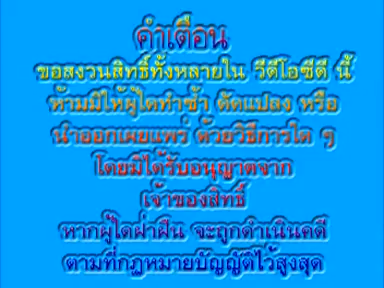 คำเตือน
ขอสงวนสิทธิ์ทั้งหลายใน วีดีโอซีดี นี้
ห้ามมิให้ผู้ใดทำซ้ำ ดัดแปลง หรือ
นำออกเผยแพร่ ด้วยวิธีการใด ๆ
โดยมิได้รับอนุญาตจาก
เจ้าของสิทธิ์
หากผู้ใดฝ่าฝืน จะถูกดำเนินคดี
ตามที่กฎหมายบัญญัติไว้สูงสุด